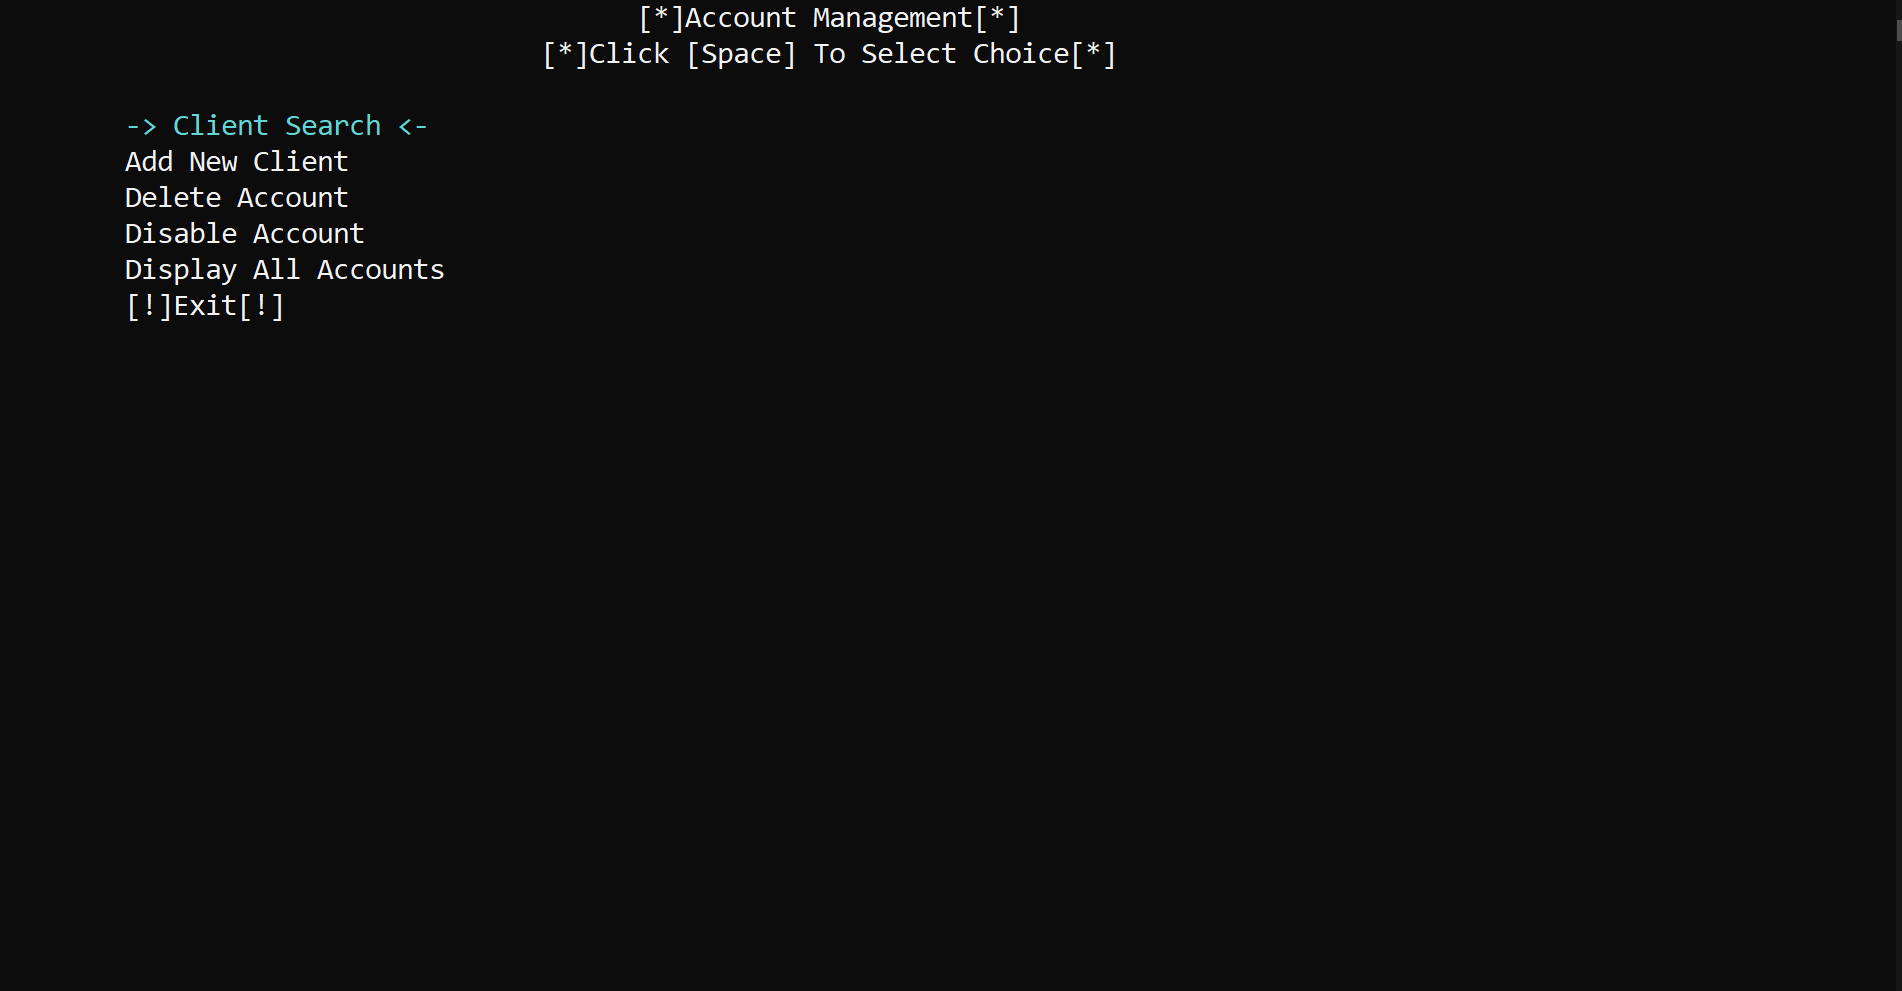 [*]Account Management[*]
[*]Click [Space] To Select Choice[*]
-> Client Search <-
Add New Client
Delete Account
Disable Account
Display All Accounts
[!]Exit[!]